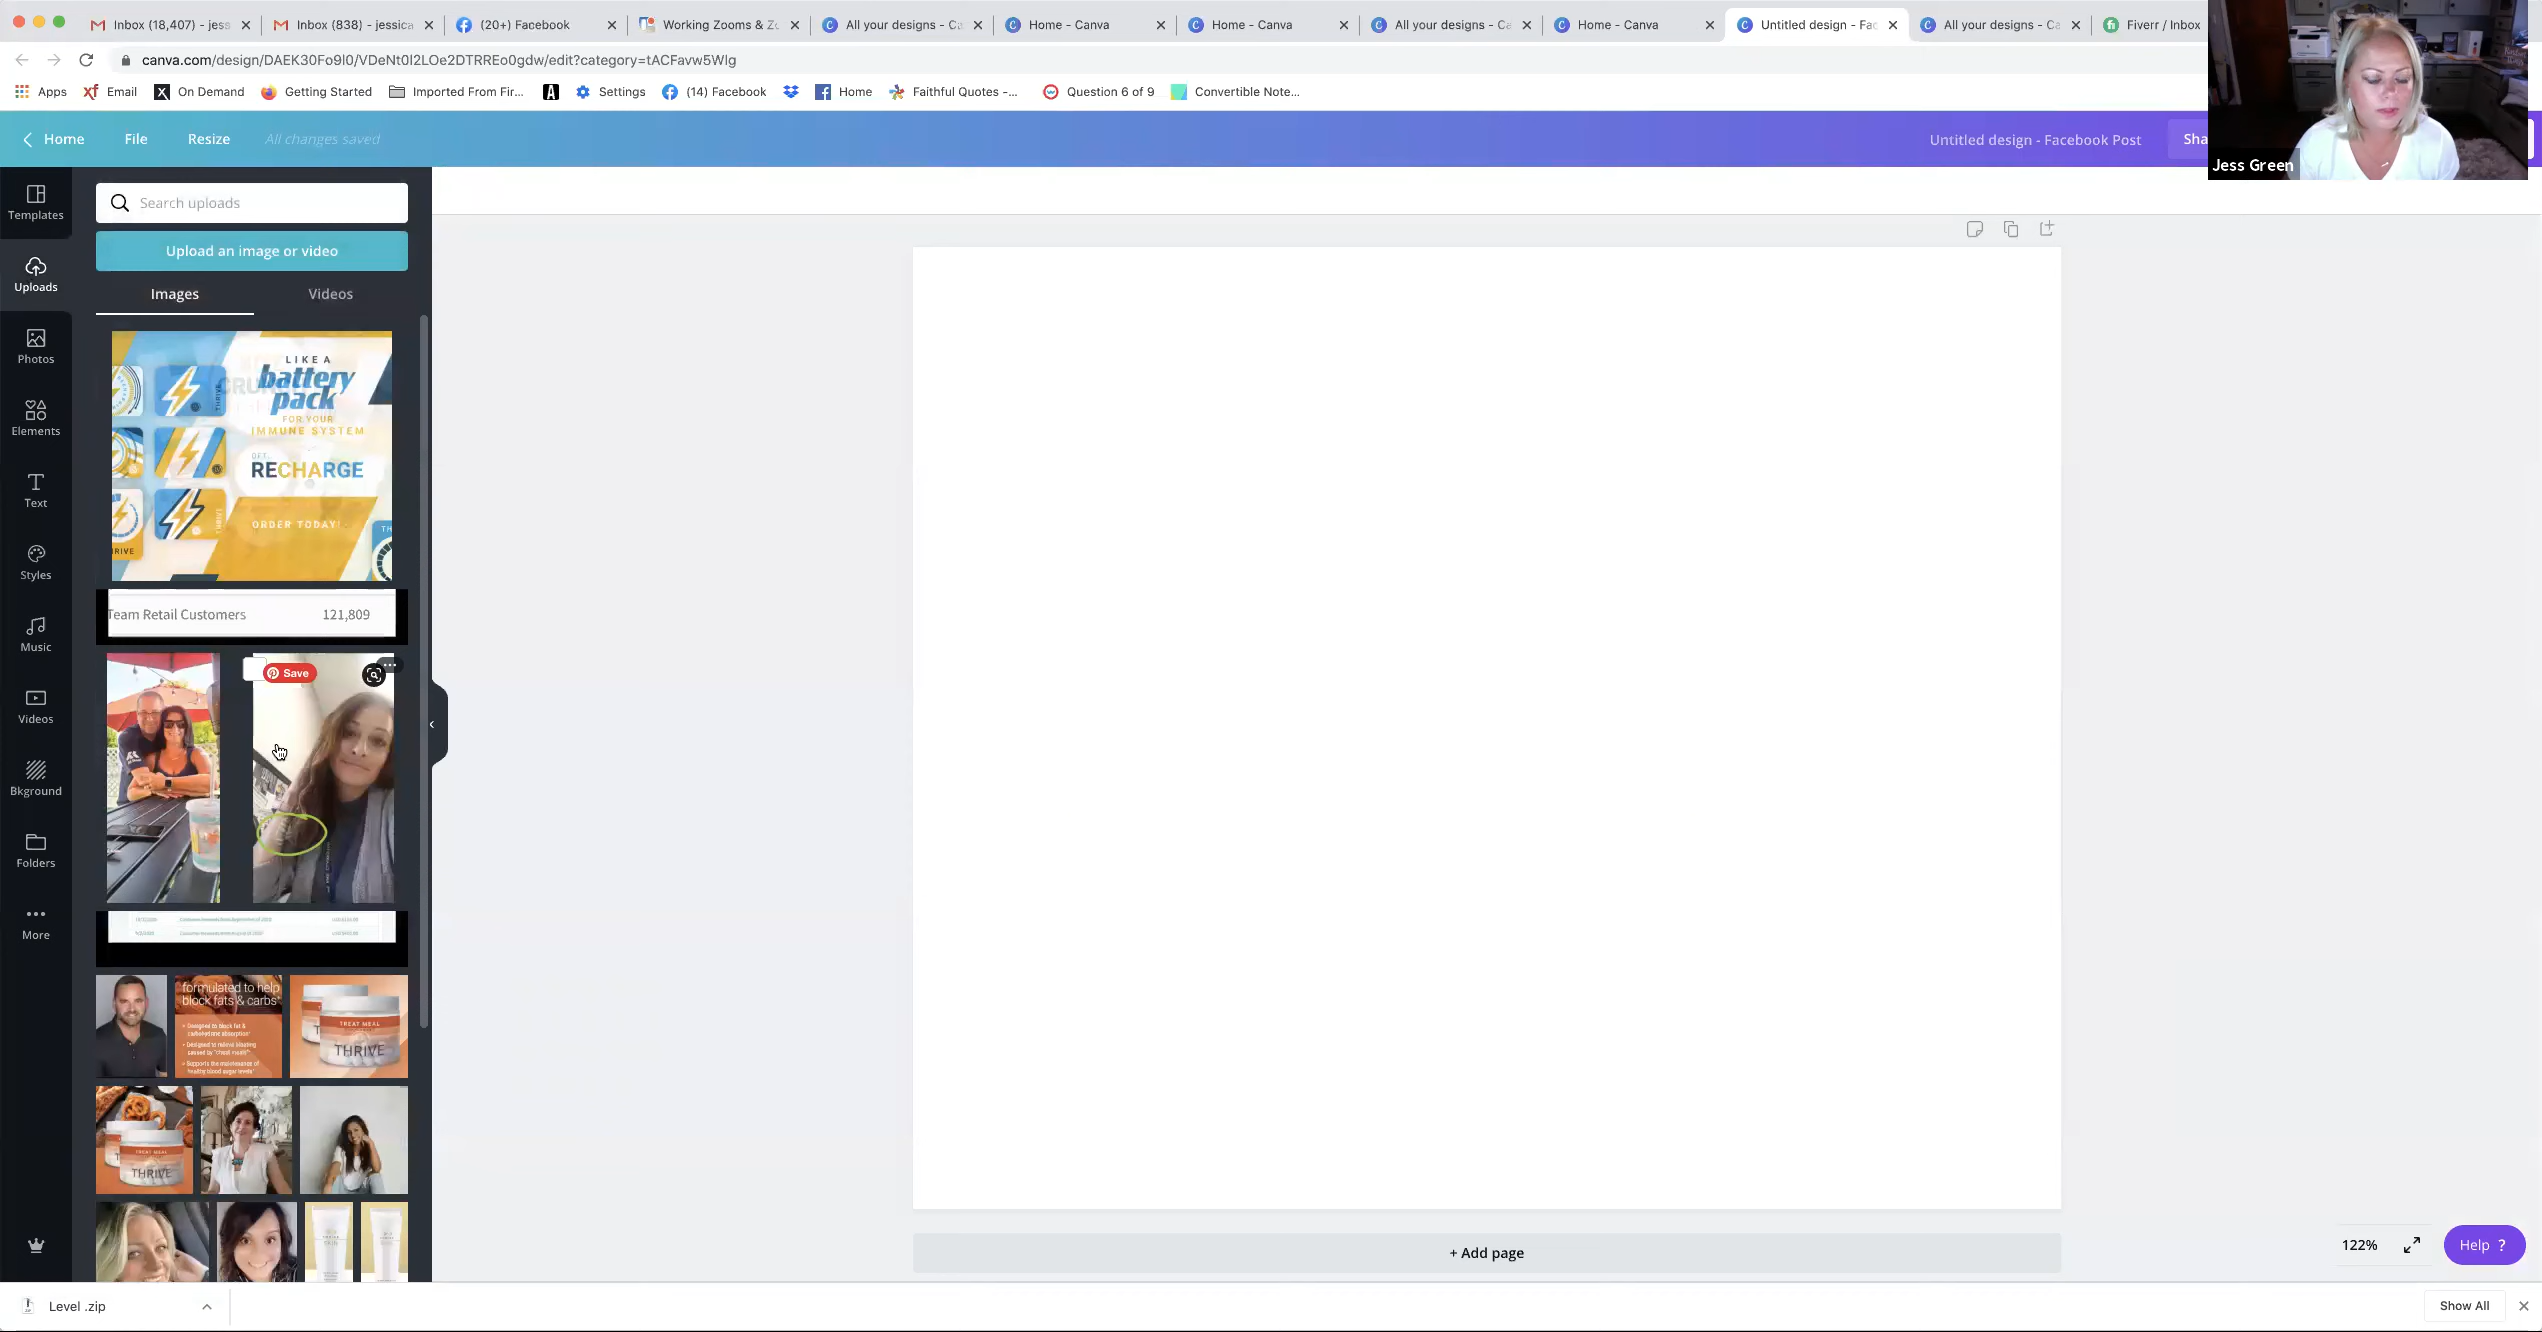 Inbox (18,407) - jess
Inbox (838) - jessica
(20+) Facebook
Working Zooms & Zo
All your designs - Ca
Home - Canva
Home - Canva
All your designs - Ca
Home - Canva
Untitled design - Fac
All your designs - Ca
Fiverr / Inbox
canva.com/design/DAEK30Fo9I0/VDeNt0I2LOe2DTRREo0gdw/edit?category=tACFavw5WIg
Apps
Email
On Demand
Getting Started
Imported From Fir...
Settings
(14) Facebook
Home
Faithful Quotes -...
Question 6 of 9
Convertible Note...
Home
File
Resize
All changes saved
Untitled design - Facebook Post
Sha
Jess Green
Templates
Uploads
Photos
Elements
Text
Styles
Music
Videos
Bkground
Folders
More
Search uploads
Upload an image or video
Images
Videos
LIKE A
battery
pack
FOR YOUR
IMMUNE SYSTEM
RECHARGE
ORDER TODAY!
Team Retail Customers
121,809
Save
formulated to help
block fats & carbs*
TREAT MEAL
THRIVE
TREAT MEAL
THRIVE
+ Add page
122%
Help ?
Level .zip
Show All